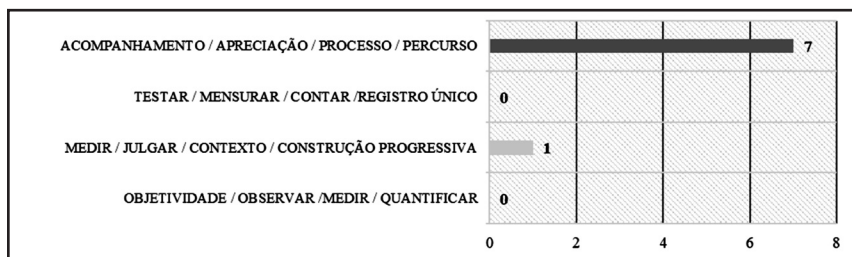 ACOMPANHAMENTO / APRECIAÇÃO / PROCESSO / PERCURSO 7
TESTAR / MENSURAR / CONTAR /REGISTRO ÚNICO 0
MEDIR / JULGAR / CONTEXTO / CONSTRUÇÃO PROGRESSIVA 1
OBJETIVIDADE / OBSERVAR /MEDIR / QUANTIFICAR 0
0 2 4 6 8